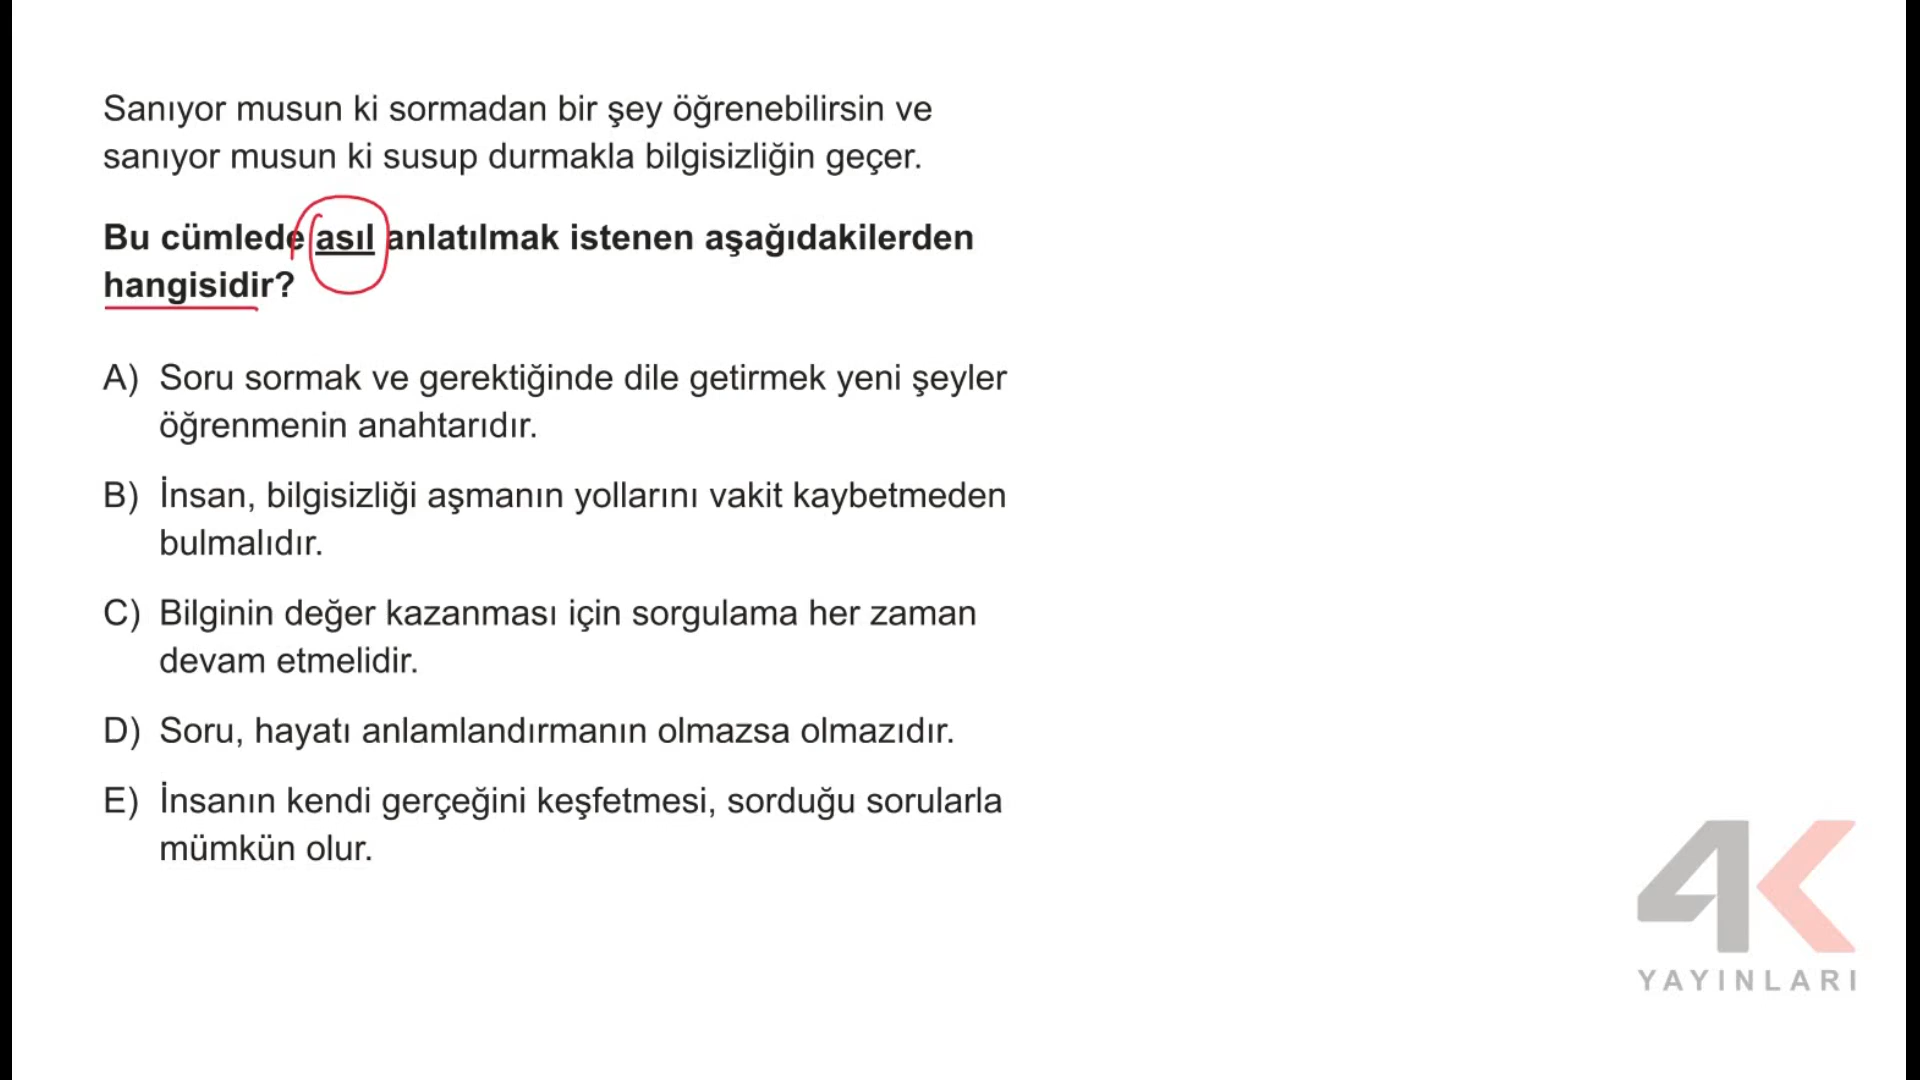 Sanıyor musun ki sormadan bir şey öğrenebilirsin ve
sanıyor musun ki susup durmakla bilgisizliğin geçer.
Bu cümlede asıl anlatılmak istenen aşağıdakilerden
hangisidir?
A) Soru sormak ve gerektiğinde dile getirmek yeni şeyler
öğrenmenin anahtarıdır.
B) İnsan, bilgisizliği aşmanın yollarını vakit kaybetmeden
bulmalıdır.
C) Bilginin değer kazanması için sorgulama her zaman
devam etmelidir.
D) Soru, hayatı anlamlandırmanın olmazsa olmazıdır.
E) İnsanın kendi gerçeğini keşfetmesi, sorduğu sorularla
mümkün olur.
4K
YAYINLARI